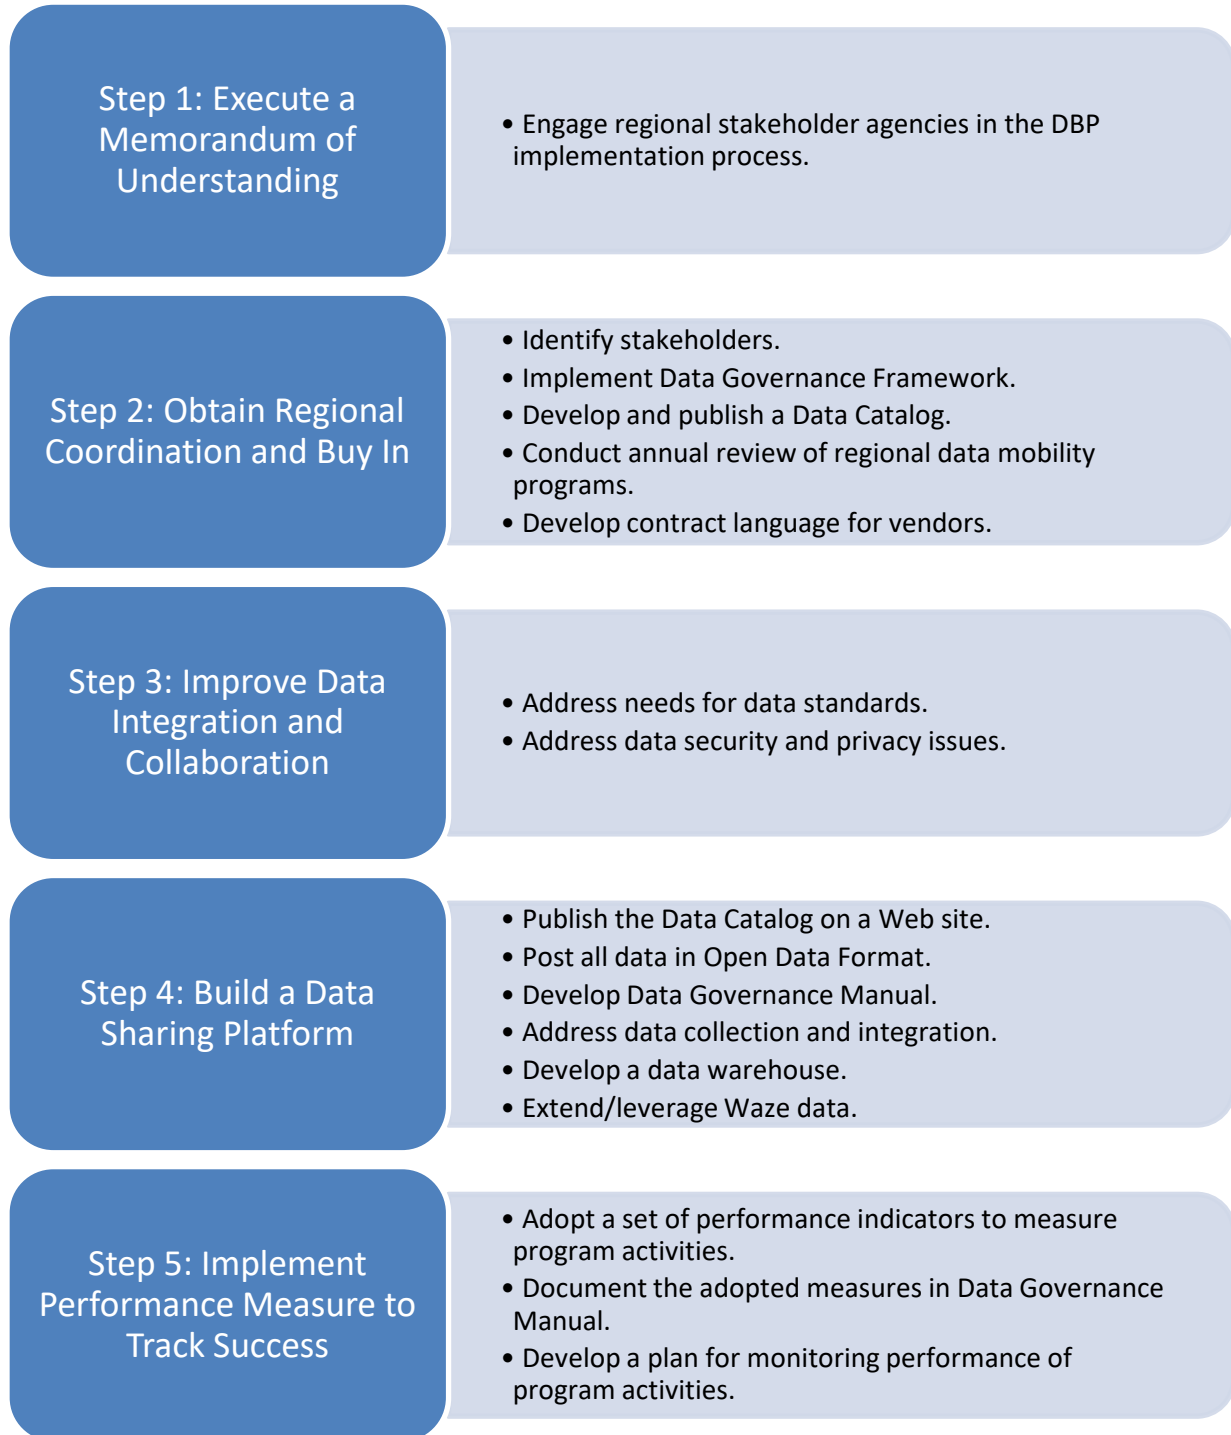 Step 1: Execute a
Memorandum of
Understanding
• Engage regional stakeholder agencies in the DBP
implementation process.
Step 2: Obtain Regional
Coordination and Buy In
• Identify stakeholders.
• Implement Data Governance Framework.
• Develop and publish a Data Catalog.
• Conduct annual review of regional data mobility
programs.
• Develop contract language for vendors.
Step 3: Improve Data
Integration and
Collaboration
• Address needs for data standards.
• Address data security and privacy issues.
Step 4: Build a Data
Sharing Platform
• Publish the Data Catalog on a Web site.
• Post all data in Open Data Format.
• Develop Data Governance Manual.
• Address data collection and integration.
• Develop a data warehouse.
• Extend/leverage Waze data.
Step 5: Implement
Performance Measure to
Track Success
• Adopt a set of performance indicators to measure
program activities.
• Document the adopted measures in Data Governance
Manual.
• Develop a plan for monitoring performance of
program activities.